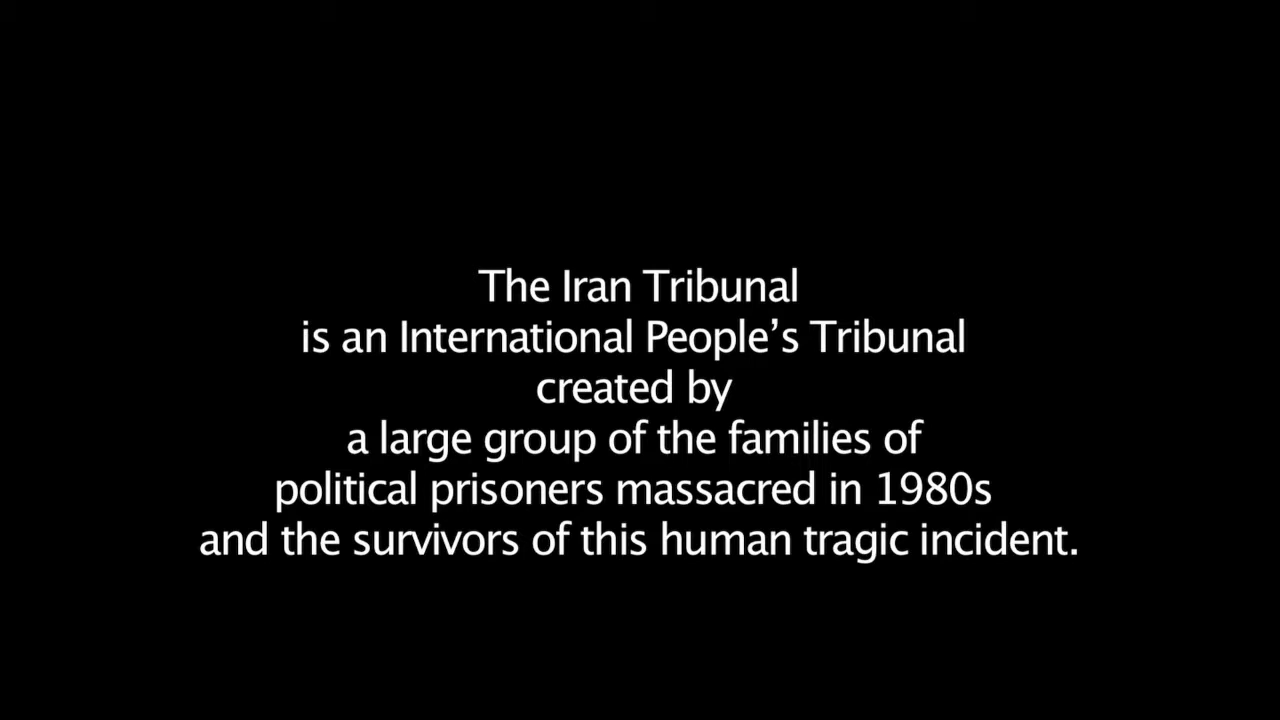 The Iran Tribunal
is an International People’s Tribunal
created by
a large group of the families of
political prisoners massacred in 1980s
and the survivors of this human tragic incident.